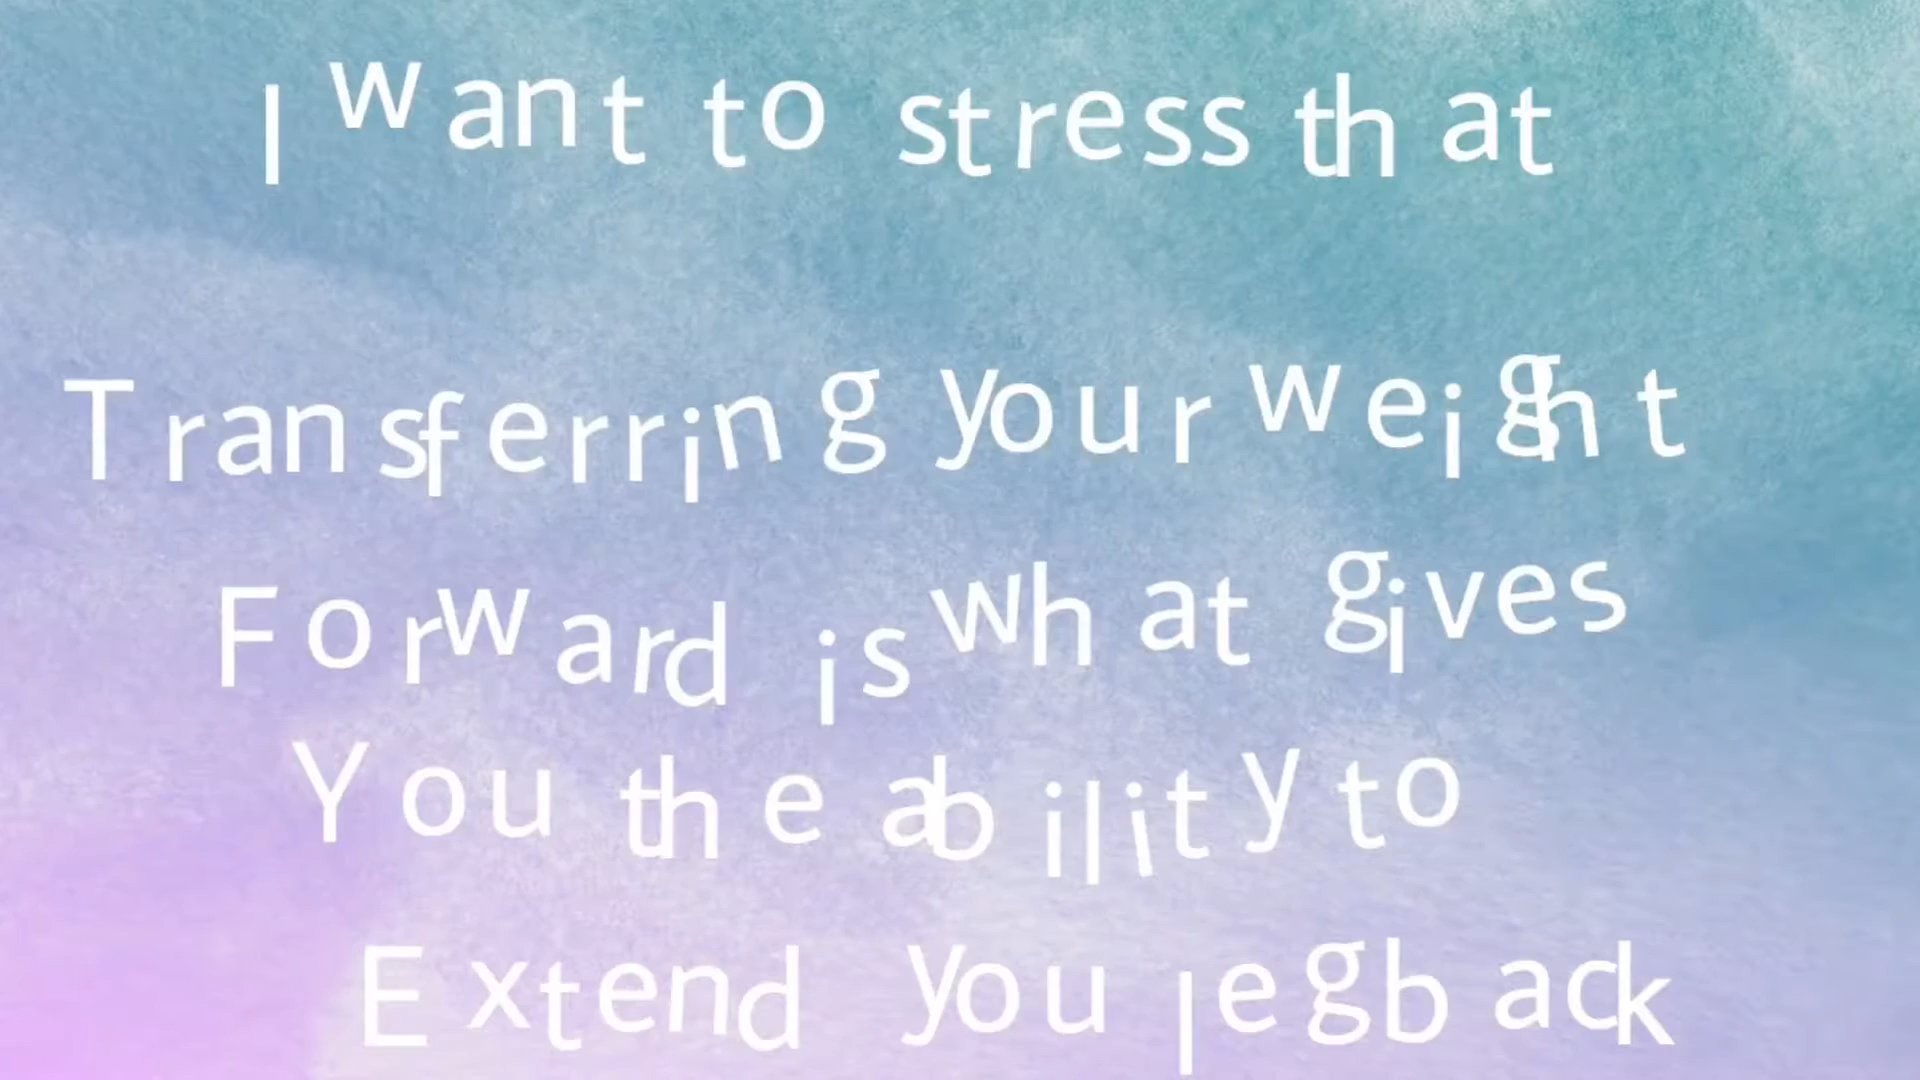 I want to stress that
Transferring your weight
Forward is what gives
You the ability to
Extend you leg back